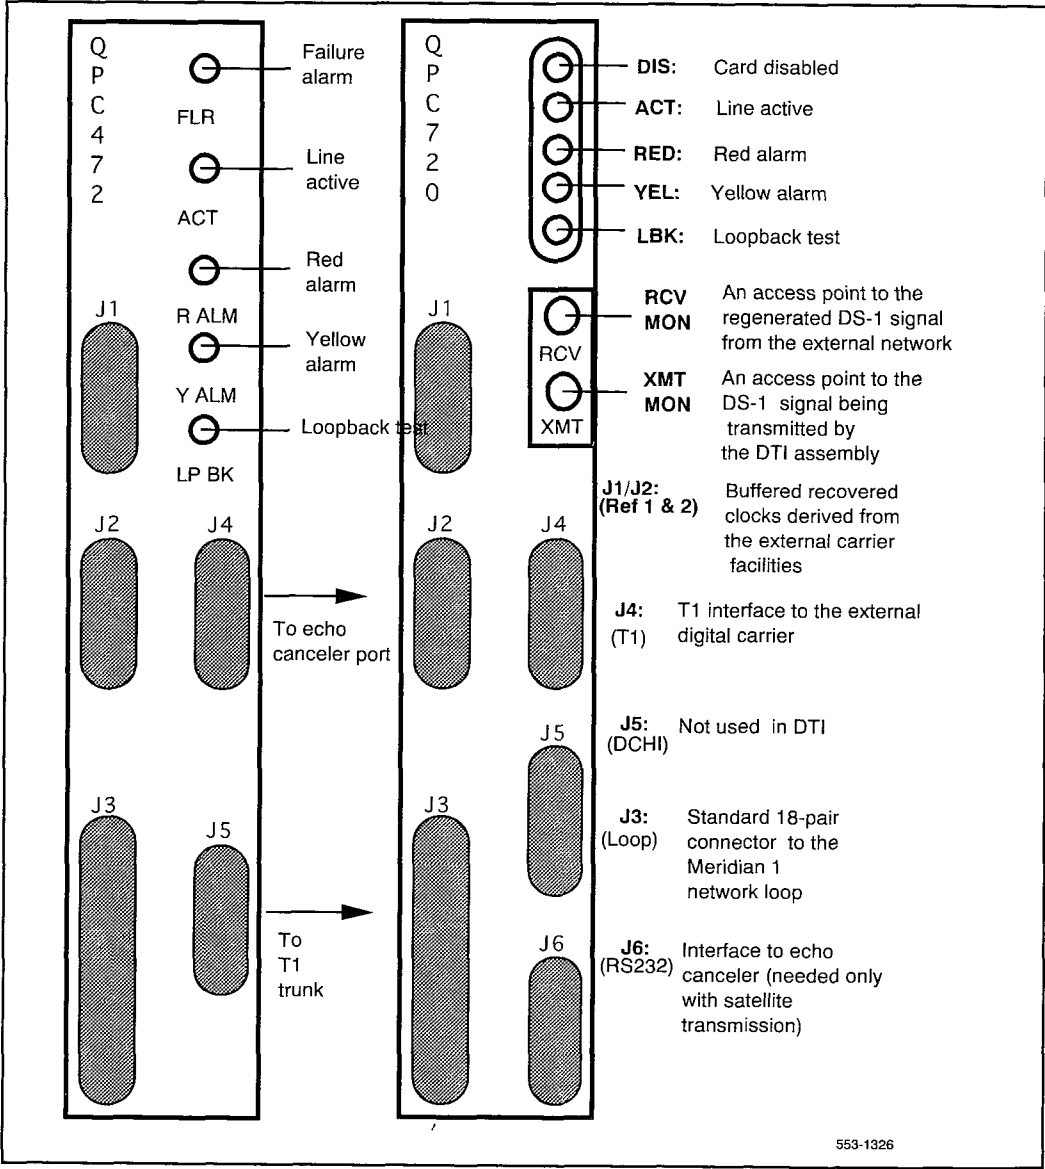 Q
P
C
4
7
2
Failure
alarm
FLR
Line
active
ACT
Red
alarm
R ALM
Yellow
alarm
Y ALM
Loopback test
LP BK
J1
J2
J4
To echo
canceler port
J3
J5
To
T1
trunk
Q
P
C
7
2
0
DIS: Card disabled
ACT: Line active
RED: Red alarm
YEL: Yellow alarm
LBK: Loopback test
J1
RCV
XMT
RCV
MON
An access point to the
regenerated DS-1 signal
from the external network
XMT
MON
An access point to the
DS-1 signal being
transmitted by
the DTI assembly
J1/J2:
(Ref 1 & 2)
Buffered recovered
clocks derived from
the external carrier
facilities
J2
J4
J4:
(T1)
T1 interface to the external
digital carrier
J5
J5:
(DCHI)
Not used in DTI
J3
J3:
(Loop)
Standard 18-pair
connector to the
Meridian 1
network loop
J6
J6:
(RS232)
Interface to echo
canceler (needed only
with satellite
transmission)
553-1326